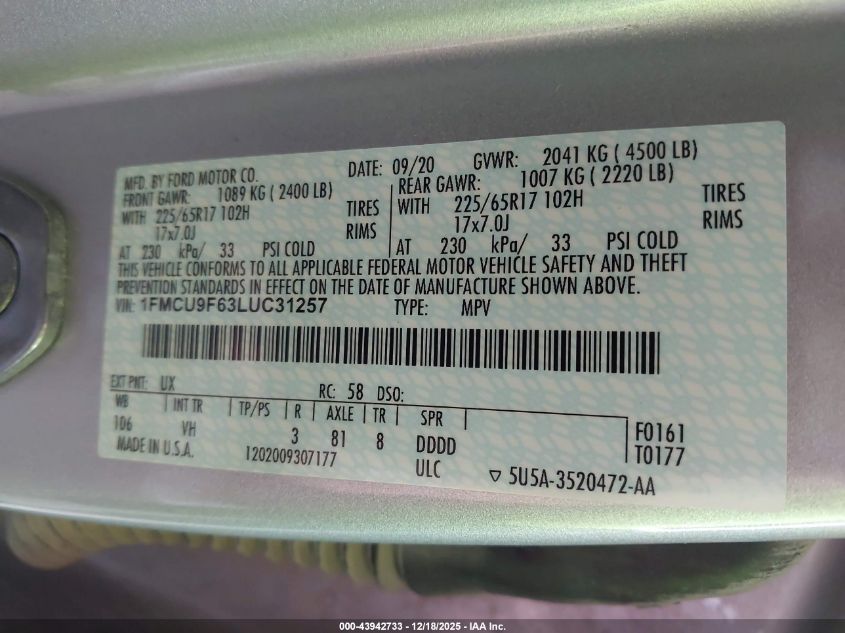 MFD. BY FORD MOTOR CO. DATE: 09/20 GVWR: 2041 KG ( 4500 LB)
FRONT GAWR: 1089 KG ( 2400 LB) REAR GAWR: 1007 KG ( 2220 LB)
WITH 225/65R17 102H TIRES WITH 225/65R17 102H TIRES
17x7.0J RIMS 17x7.0J RIMS
AT 230 kPa/ 33 PSI COLD AT 230 kPa/ 33 PSI COLD
THIS VEHICLE CONFORMS TO ALL APPLICABLE FEDERAL MOTOR VEHICLE SAFETY AND THEFT
PREVENTION STANDARDS IN EFFECT ON THE DATE OF MANUFACTURE SHOWN ABOVE.
VIN: 1FMCU9F63LUC31257 TYPE: MPV
EXT PNT: UX RC: 58 DSO:
WB INT TR TP/PS R AXLE TR SPR
106 VH 3 81 8 DDDD F0161
MADE IN U.S.A. 1202009307177 ULC T0177
5U5A-3520472-AA
000-43942733 - 12/18/2025 - IAA Inc.